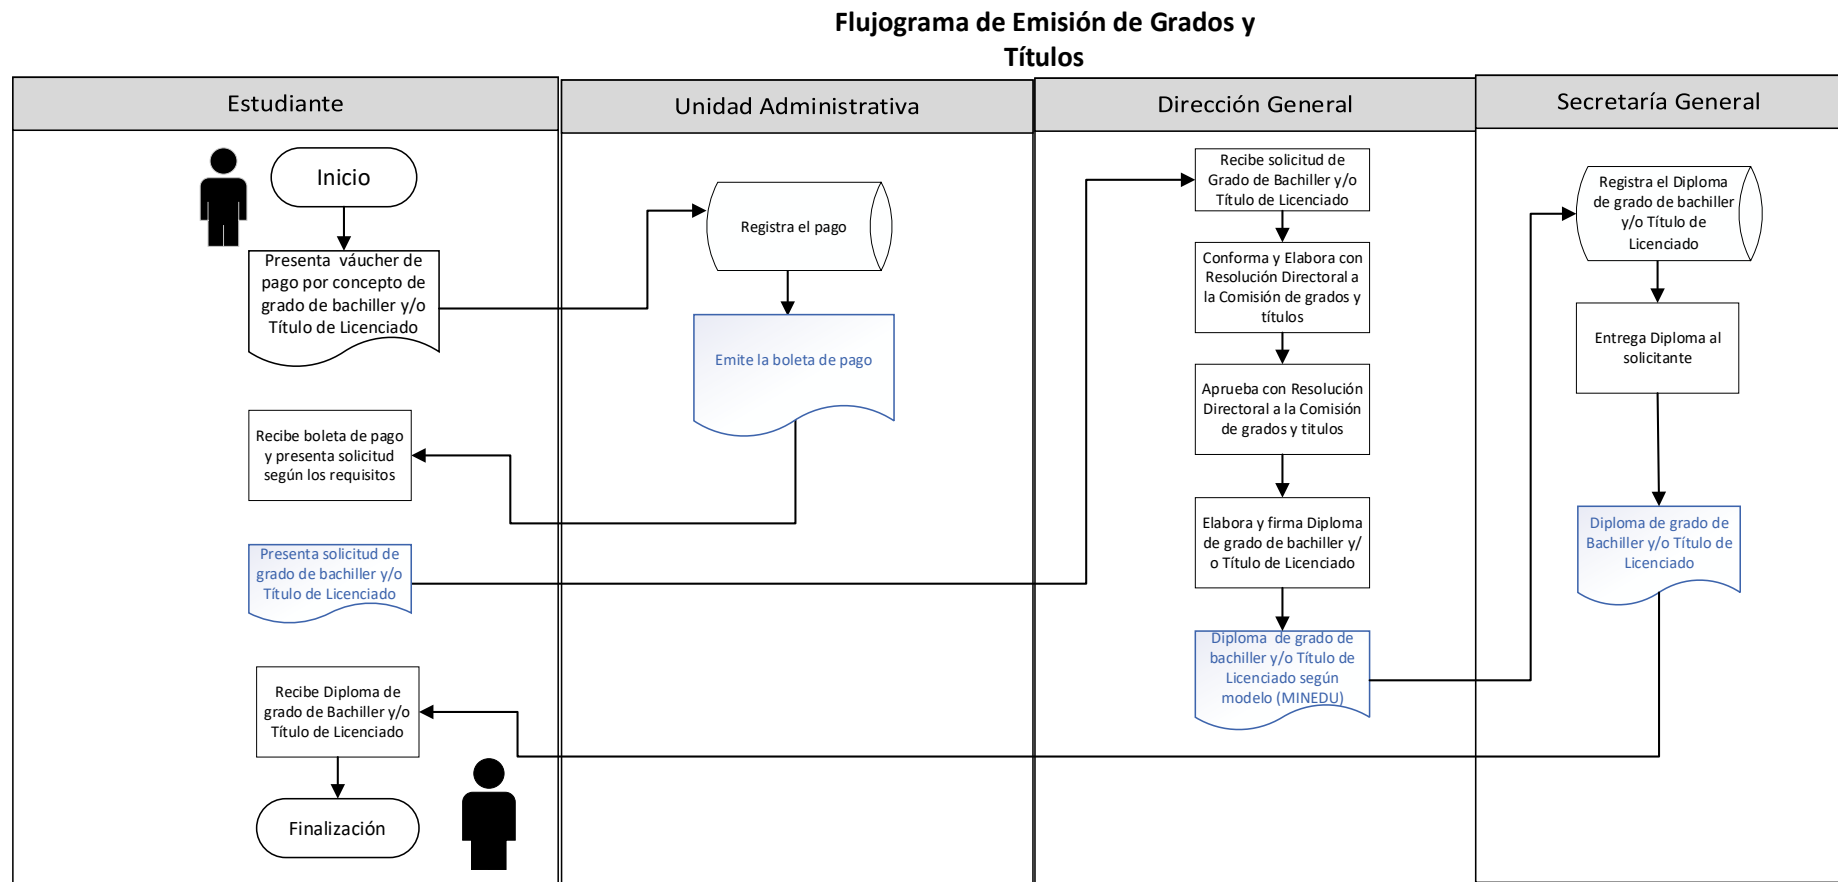 Flujograma de Emisión de Grados y
Títulos
Estudiante
Unidad Administrativa
Dirección General
Secretaría General
Inicio
Presenta váucher de
pago por concepto de
grado de bachiller y/o
Título de Licenciado
Recibe boleta de pago
y presenta solicitud
según los requisitos
Presenta solicitud de
grado de bachiller y/o
Título de Licenciado
Recibe Diploma de
grado de Bachiller y/o
Título de Licenciado
Finalización
Registra el pago
Emite la boleta de pago
Recibe solicitud de
Grado de Bachiller y/o
Título de Licenciado
Conforma y Elabora con
Resolución Directoral a
la Comisión de grados y
títulos
Aprueba con Resolución
Directoral a la Comisión
de grados y titulos
Elabora y firma Diploma
de grado de bachiller y/
o Título de Licenciado
Diploma de grado de
bachiller y/o Título de
Licenciado según
modelo (MINEDU)
Registra el Diploma
de grado de bachiller
y/o Título de
Licenciado
Entrega Diploma al
solicitante
Diploma de grado de
Bachiller y/o Título de
Licenciado